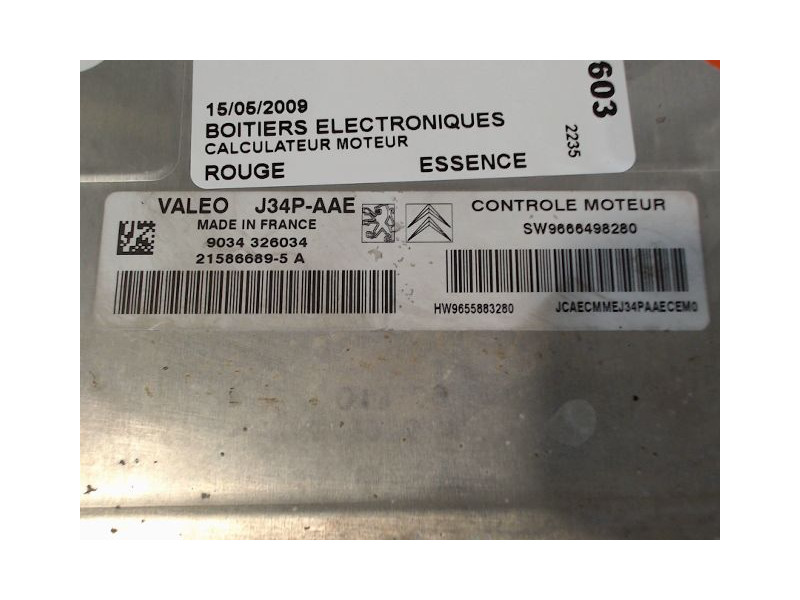 603
2235
15/05/2009
BOITIERS ELECTRONIQUES
CALCULATEUR MOTEUR
ROUGE ESSENCE
VALEO J34P-AAE
MADE IN FRANCE
9034 326034
21586689-5 A
CONTROLE MOTEUR
SW9666498280
HW9655883280 JCAECMMEJ34PAAECEM0